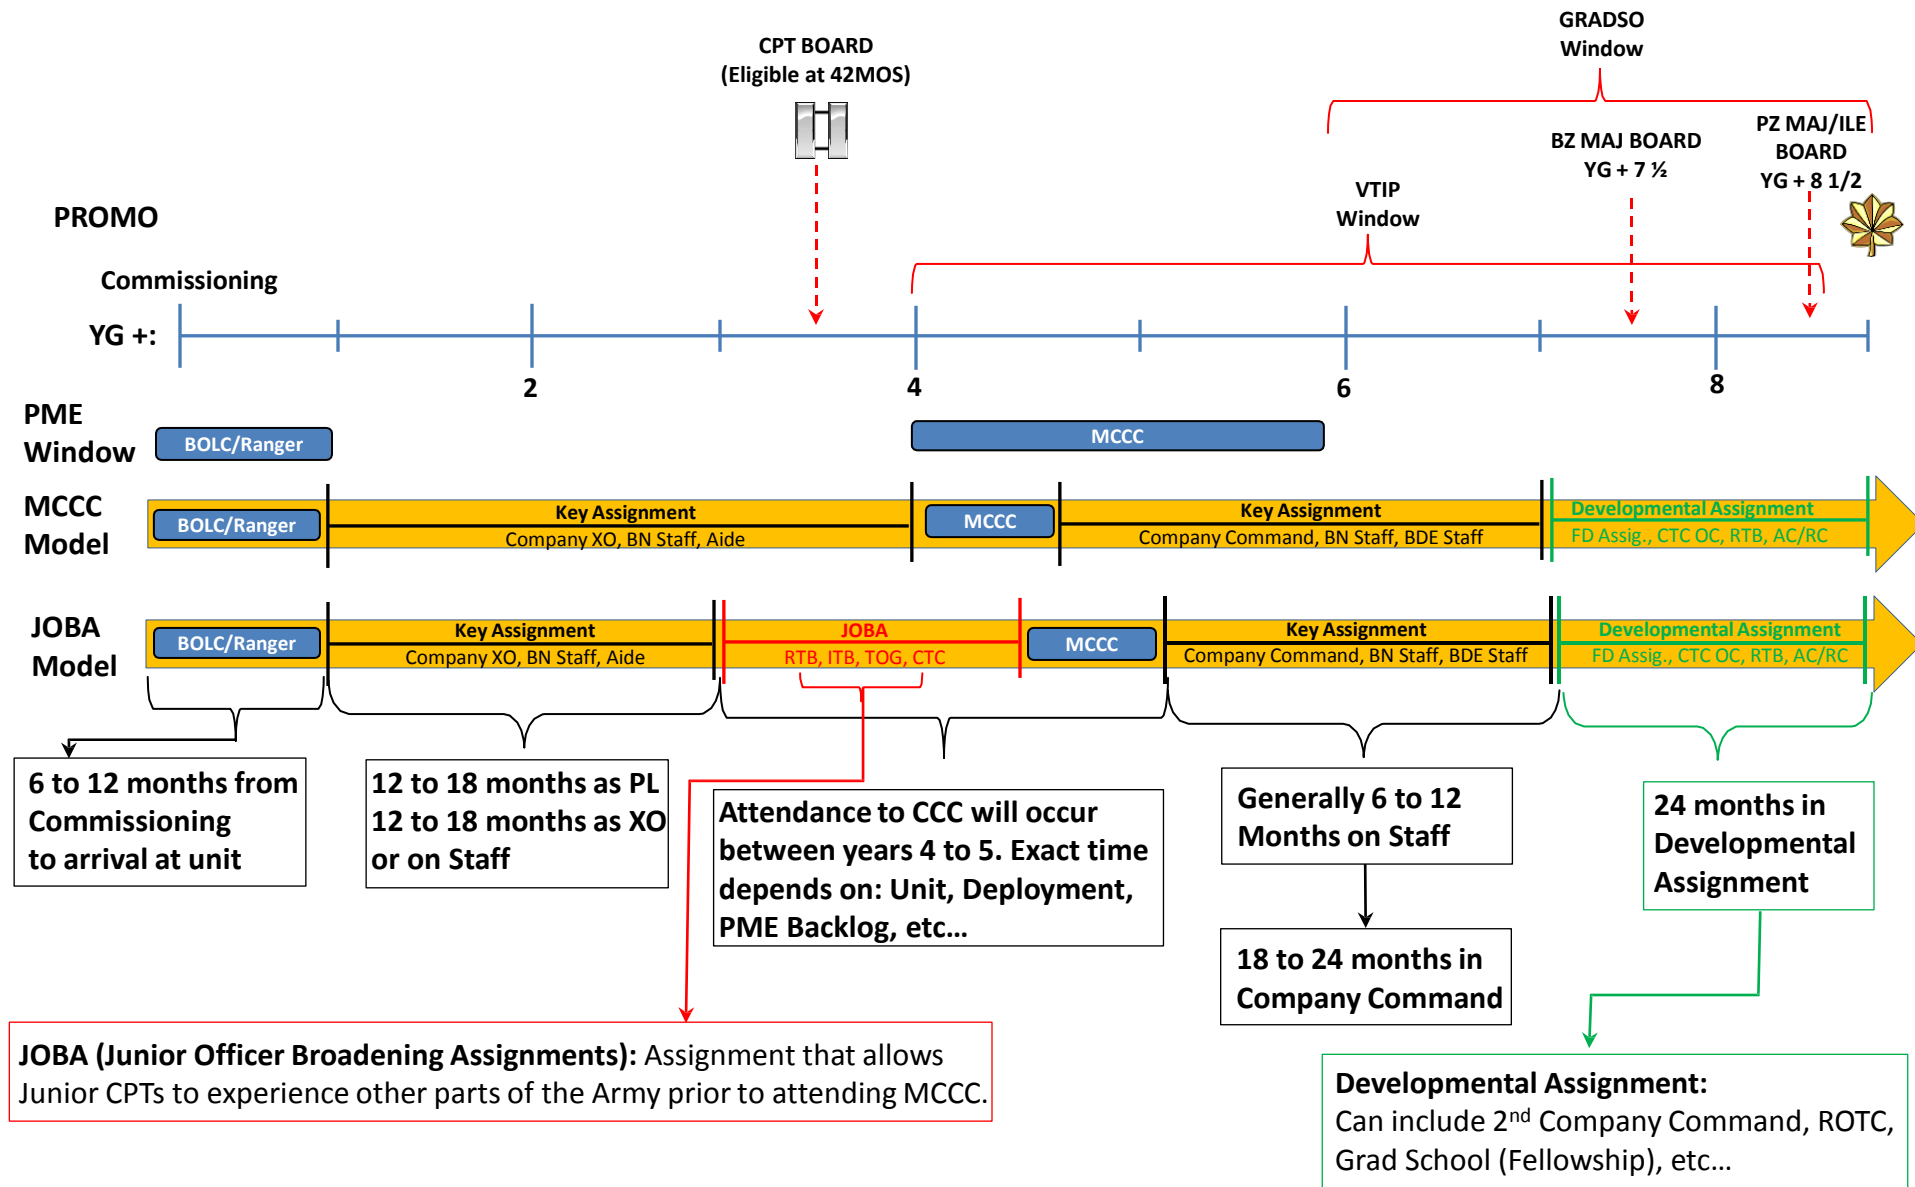 GRADSO
Window
CPT BOARD
(Eligible at 42MOS)
BZ MAJ BOARD
YG + 7 ½
PZ MAJ/ILE
BOARD
YG + 8 1/2
VTIP
Window
PROMO
Commissioning
YG +:
2
4
6
8
PME
Window
BOLC/Ranger
MCCC
MCCC
Model
BOLC/Ranger
Key Assignment
Company XO, BN Staff, Aide
MCCC
Key Assignment
Company Command, BN Staff, BDE Staff
Developmental Assignment
FD Assig., CTC OC, RTB, AC/RC
JOBA
Model
BOLC/Ranger
Key Assignment
Company XO, BN Staff, Aide
JOBA
RTB, ITB, TOG, CTC
MCCC
Key Assignment
Company Command, BN Staff, BDE Staff
Developmental Assignment
FD Assig., CTC OC, RTB, AC/RC
6 to 12 months from
Commissioning
to arrival at unit
12 to 18 months as PL
12 to 18 months as XO
or on Staff
Attendance to CCC will occur
between years 4 to 5. Exact time
depends on: Unit, Deployment,
PME Backlog, etc…
Generally 6 to 12
Months on Staff
18 to 24 months in
Company Command
24 months in
Developmental
Assignment
JOBA (Junior Officer Broadening Assignments): Assignment that allows
Junior CPTs to experience other parts of the Army prior to attending MCCC.
Developmental Assignment:
Can include 2nd Company Command, ROTC,
Grad School (Fellowship), etc…